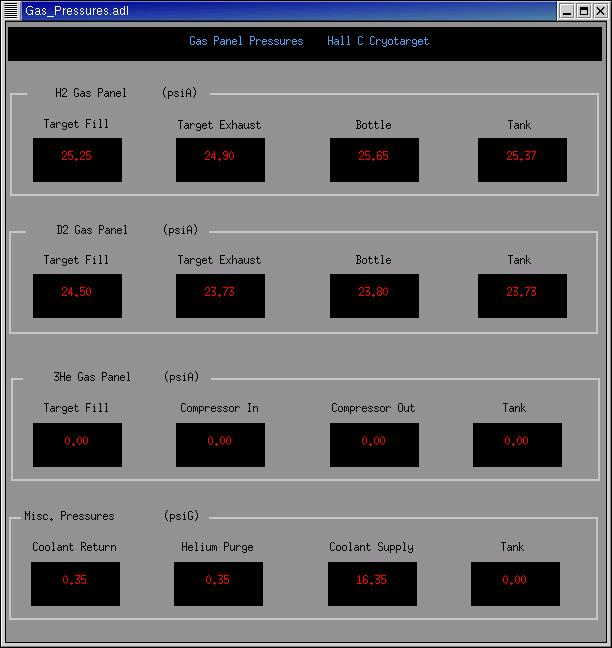 Gas_Pressures.adl
Gas Panel Pressures Hall C Cryotarget
H2 Gas Panel (psiA)
Target Fill Target Exhaust Bottle Tank
25.25 24.90 25.65 25.37
D2 Gas Panel (psiA)
Target Fill Target Exhaust Bottle Tank
24.50 23.73 23.80 23.73
3He Gas Panel (psiA)
Target Fill Compressor In Compressor Out Tank
0.00 0.00 0.00 0.00
Misc. Pressures (psiG)
Coolant Return Helium Purge Coolant Supply Tank
0.35 0.35 16.35 0.00